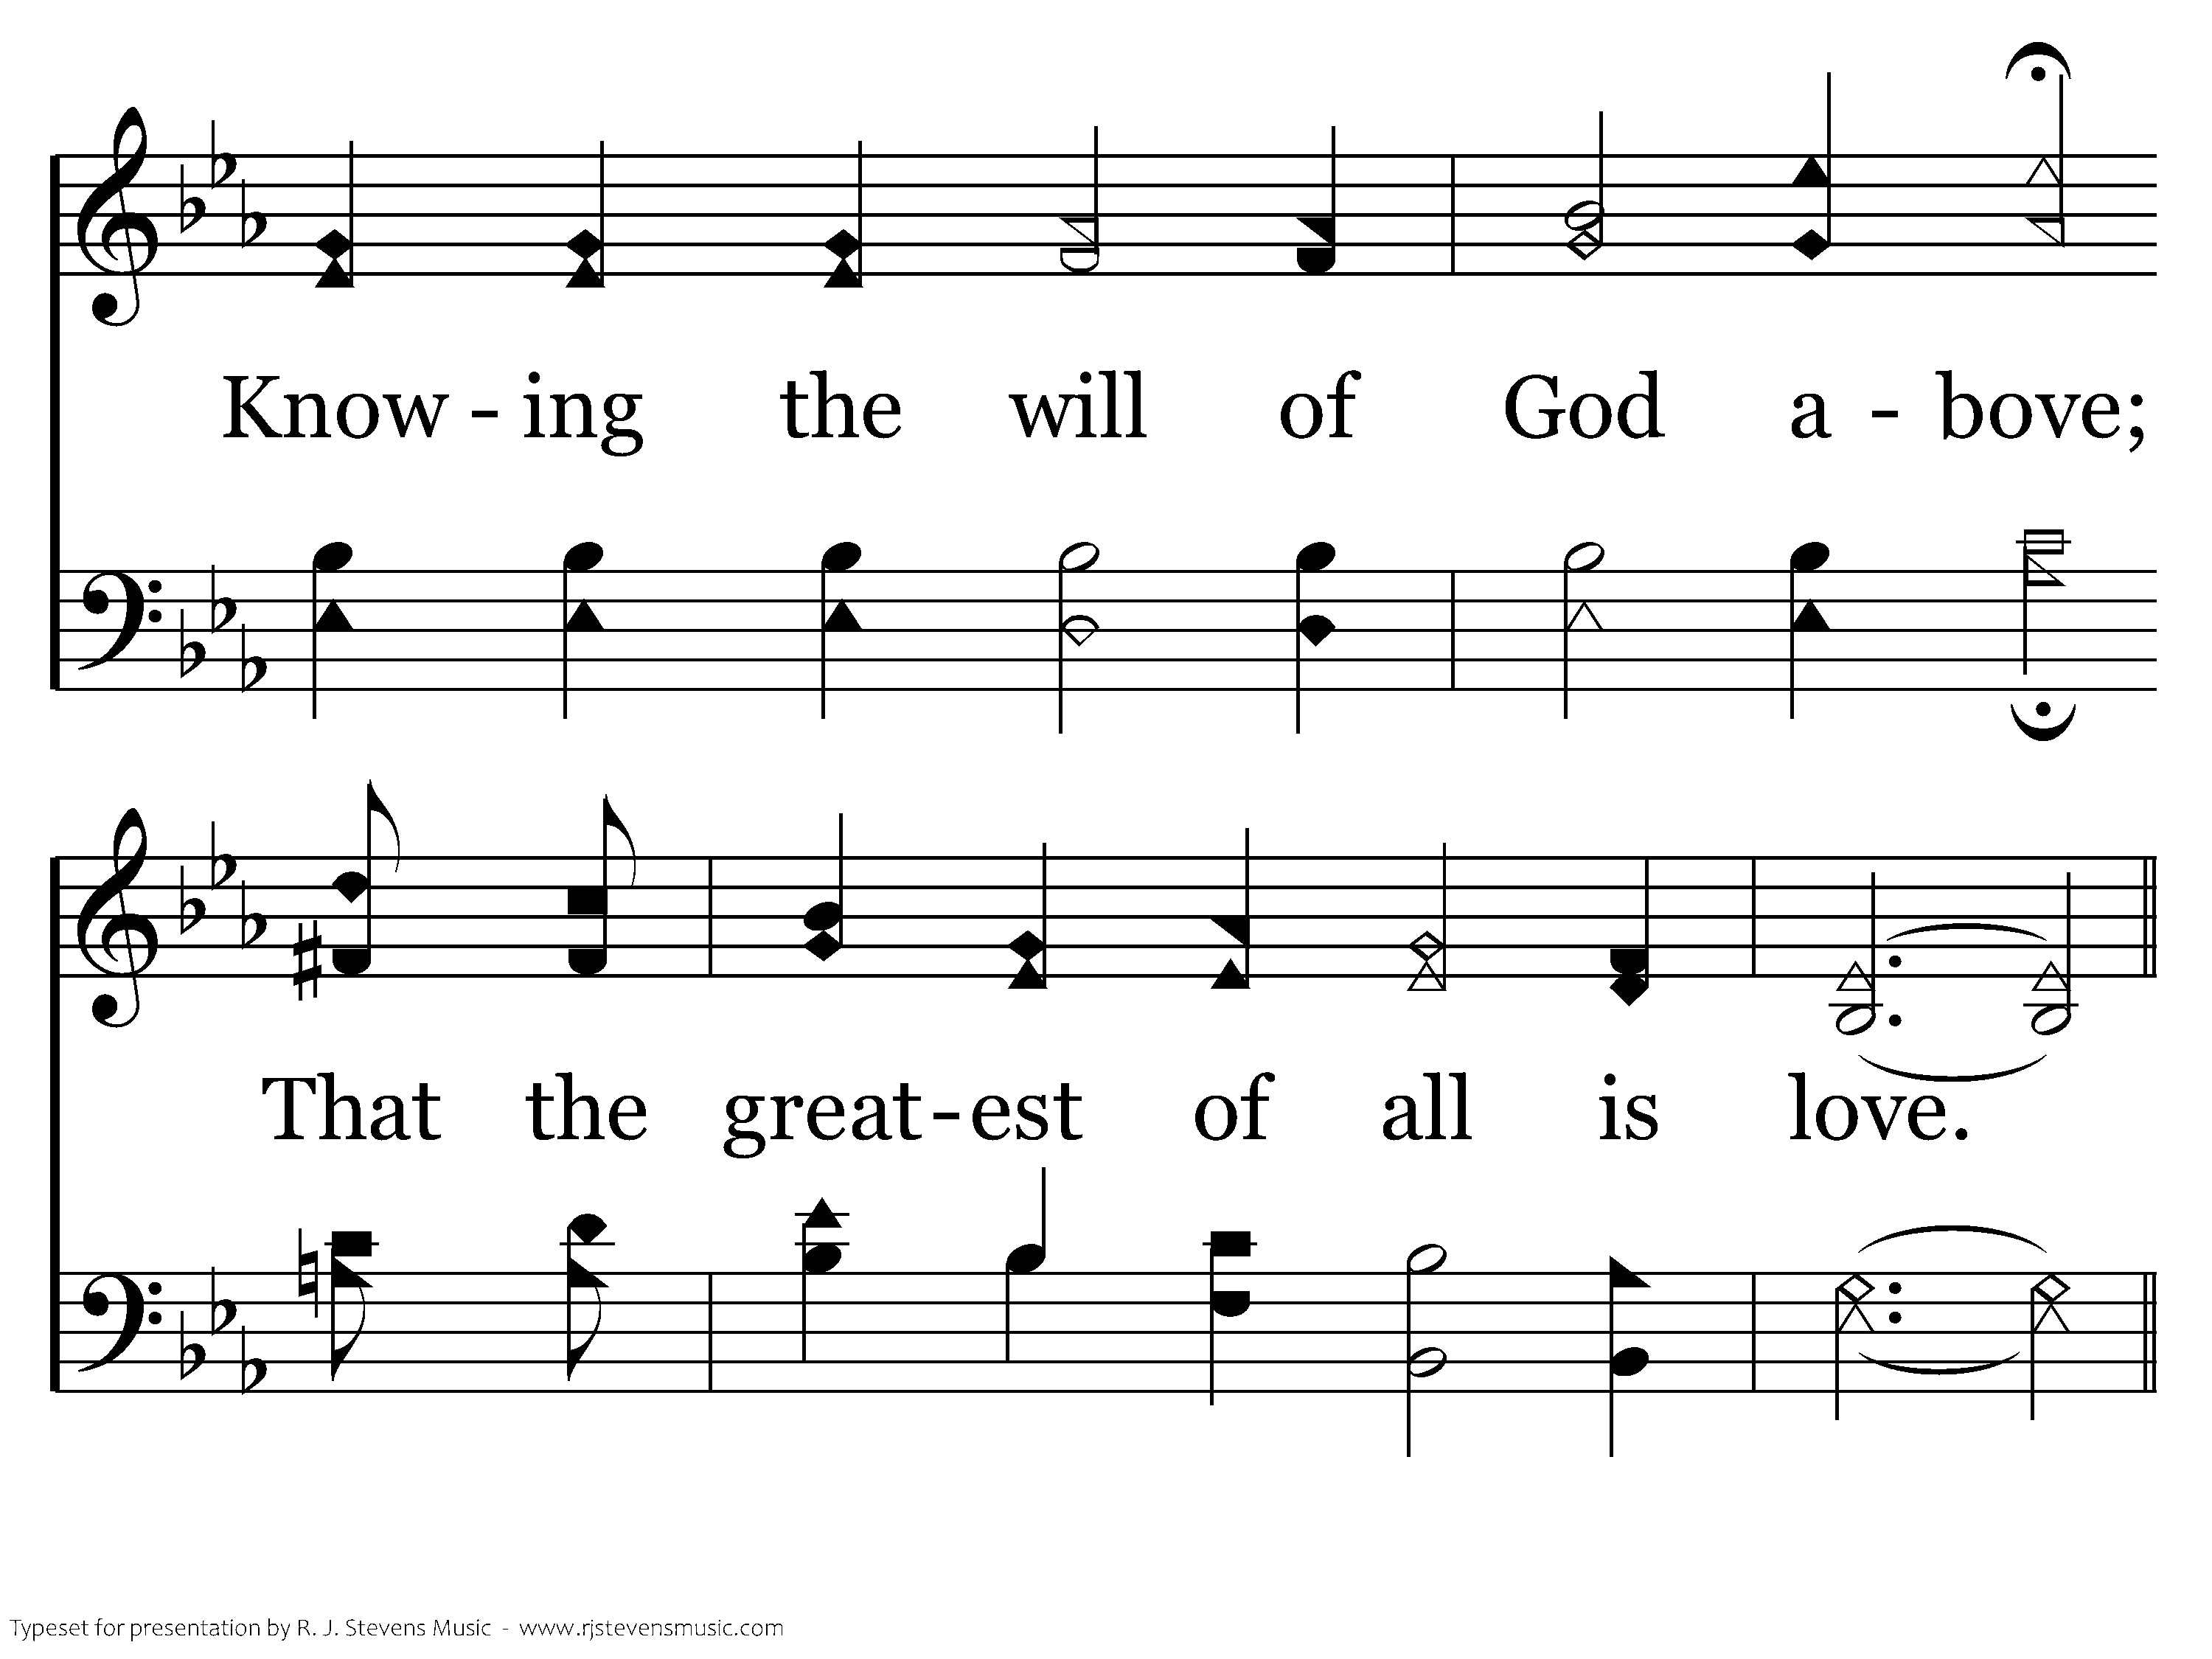 Know - ing the will of God a - bove;
That the great - est of all is love.
Typeset for presentation by R. J. Stevens Music - www.rjstevensmusic.com